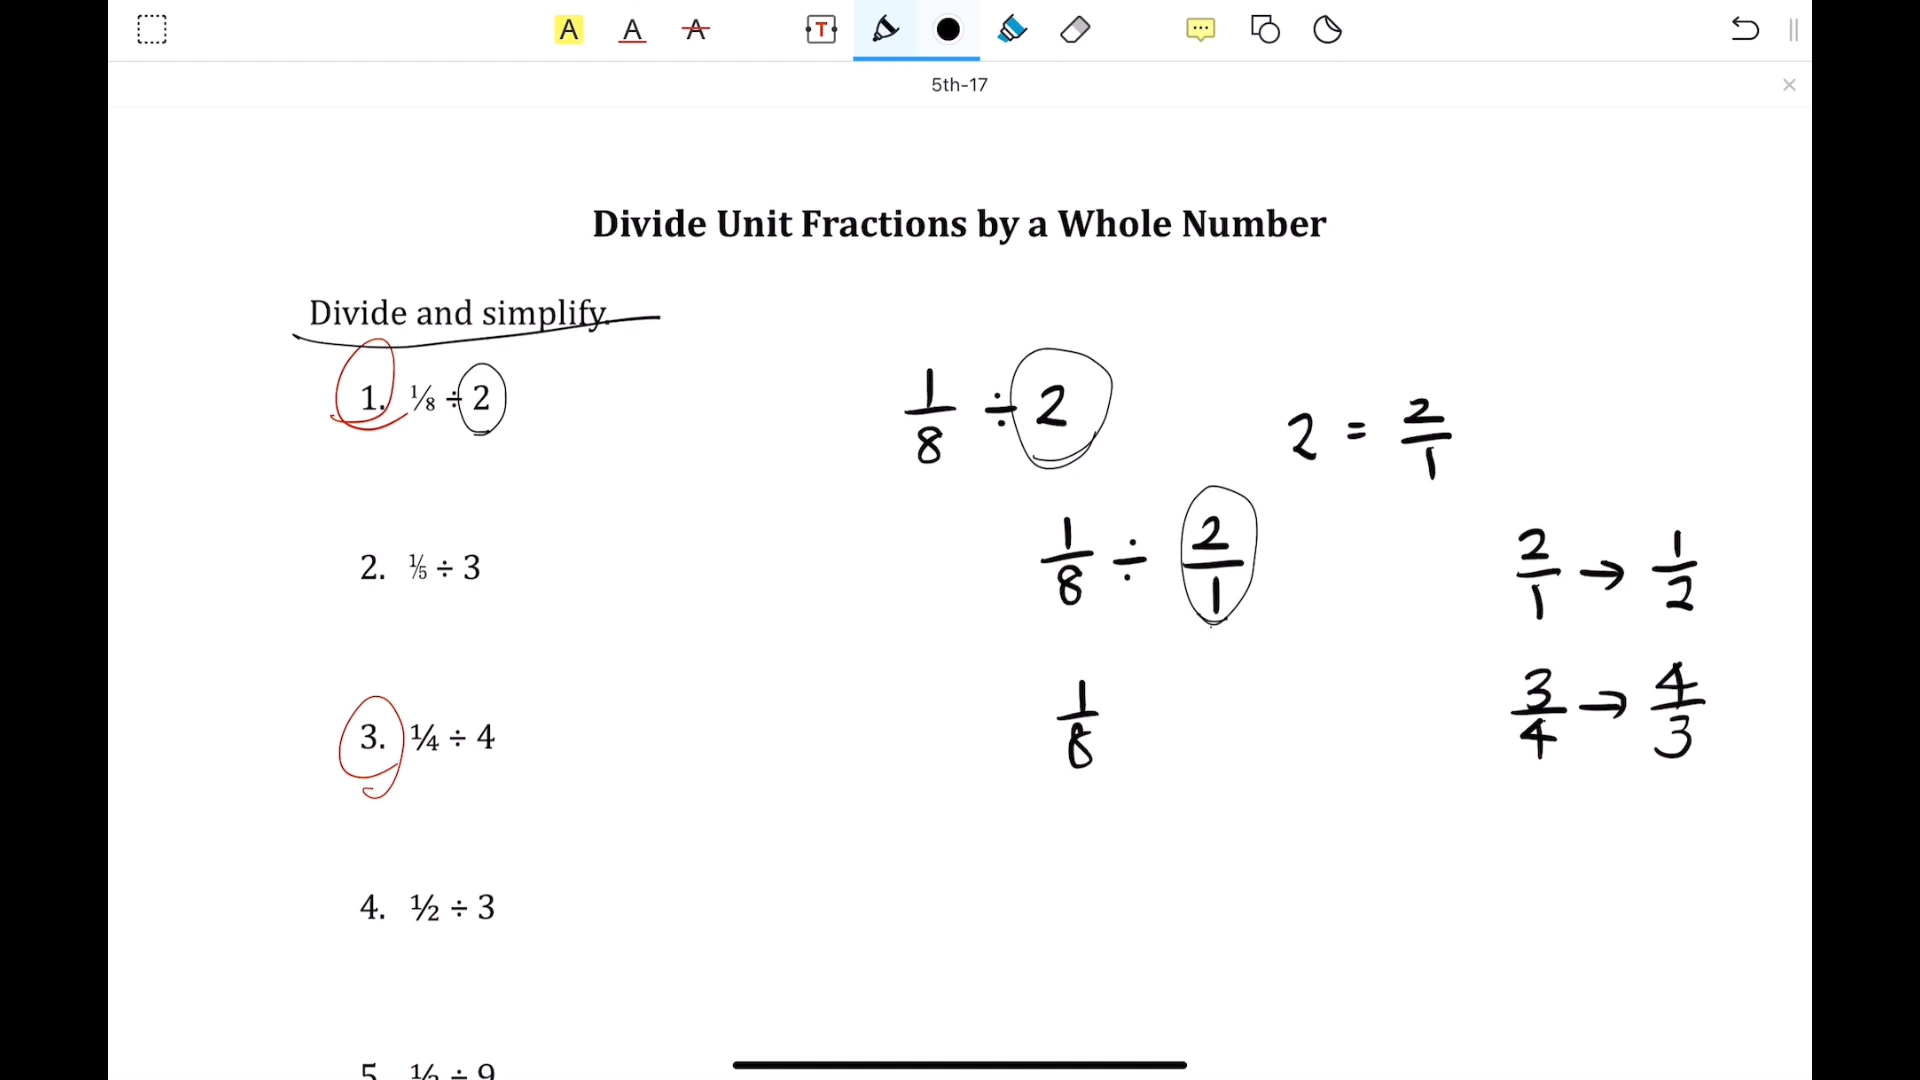 A A A T
5th-17
Divide Unit Fractions by a Whole Number
Divide and simplify.
1. ⅛ ÷ 2
1/8 ÷ 2
2 = 2/1
1/8 ÷ 2/1
2/1 → 1/2
2. ⅕ ÷ 3
1/8
3/4 → 4/3
3. ¼ ÷ 4
4. ½ ÷ 3